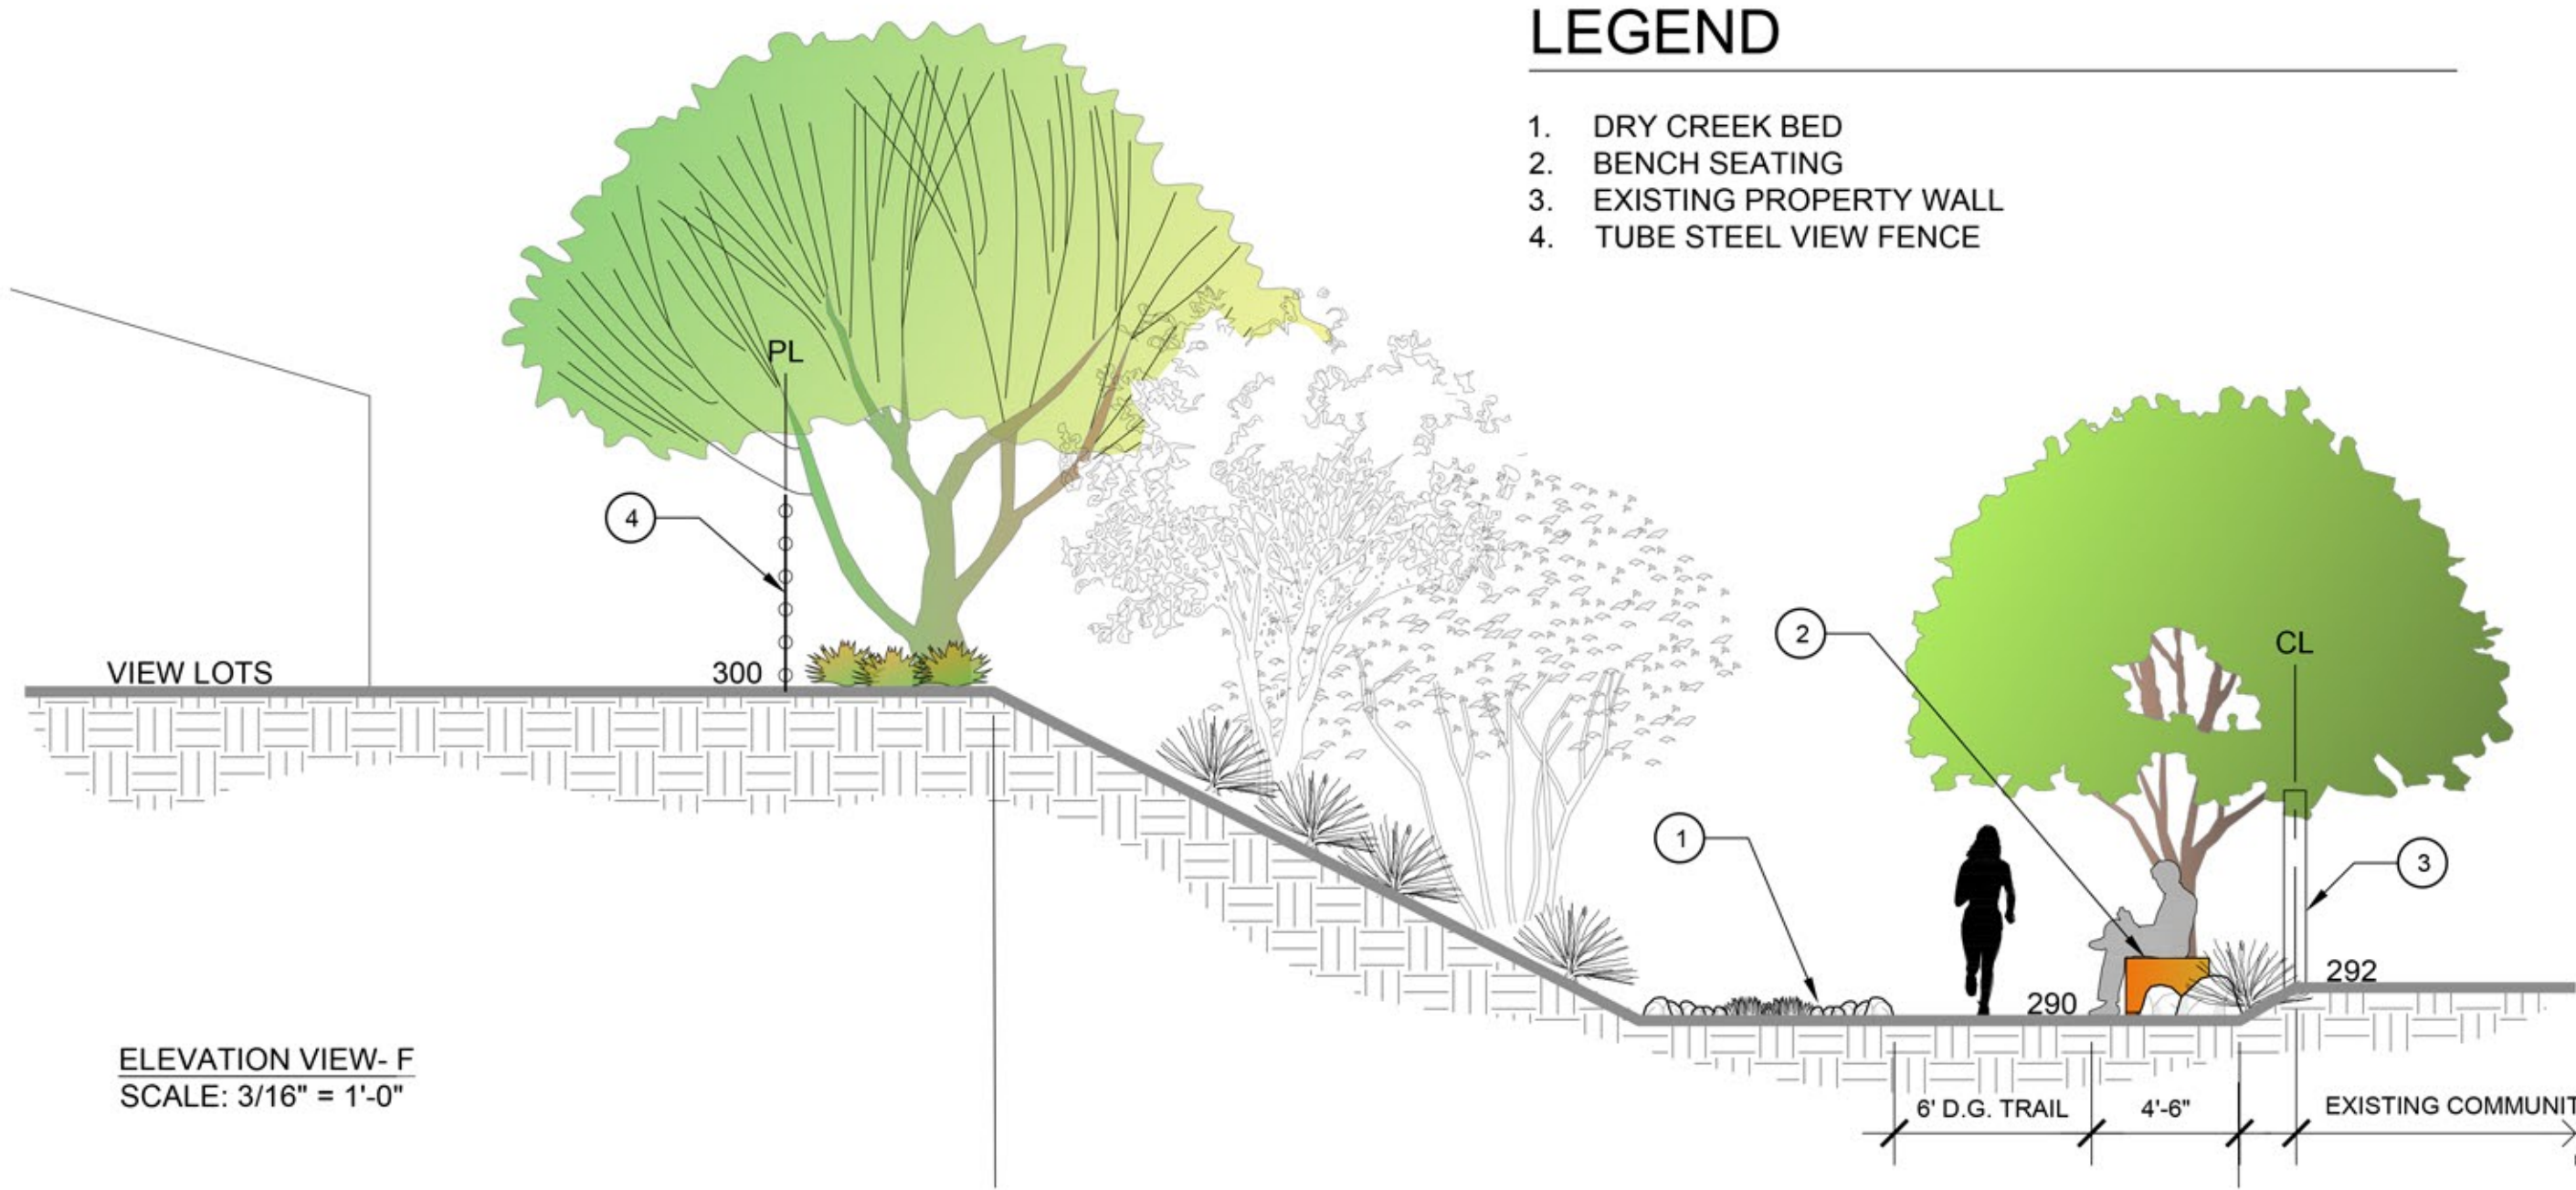 LEGEND
1. DRY CREEK BED
2. BENCH SEATING
3. EXISTING PROPERTY WALL
4. TUBE STEEL VIEW FENCE
PL
4
2
CL
VIEW LOTS
300
1
3
292
290
ELEVATION VIEW- F
SCALE: 3/16" = 1'-0"
6' D.G. TRAIL
4'-6"
EXISTING COMMUNIT